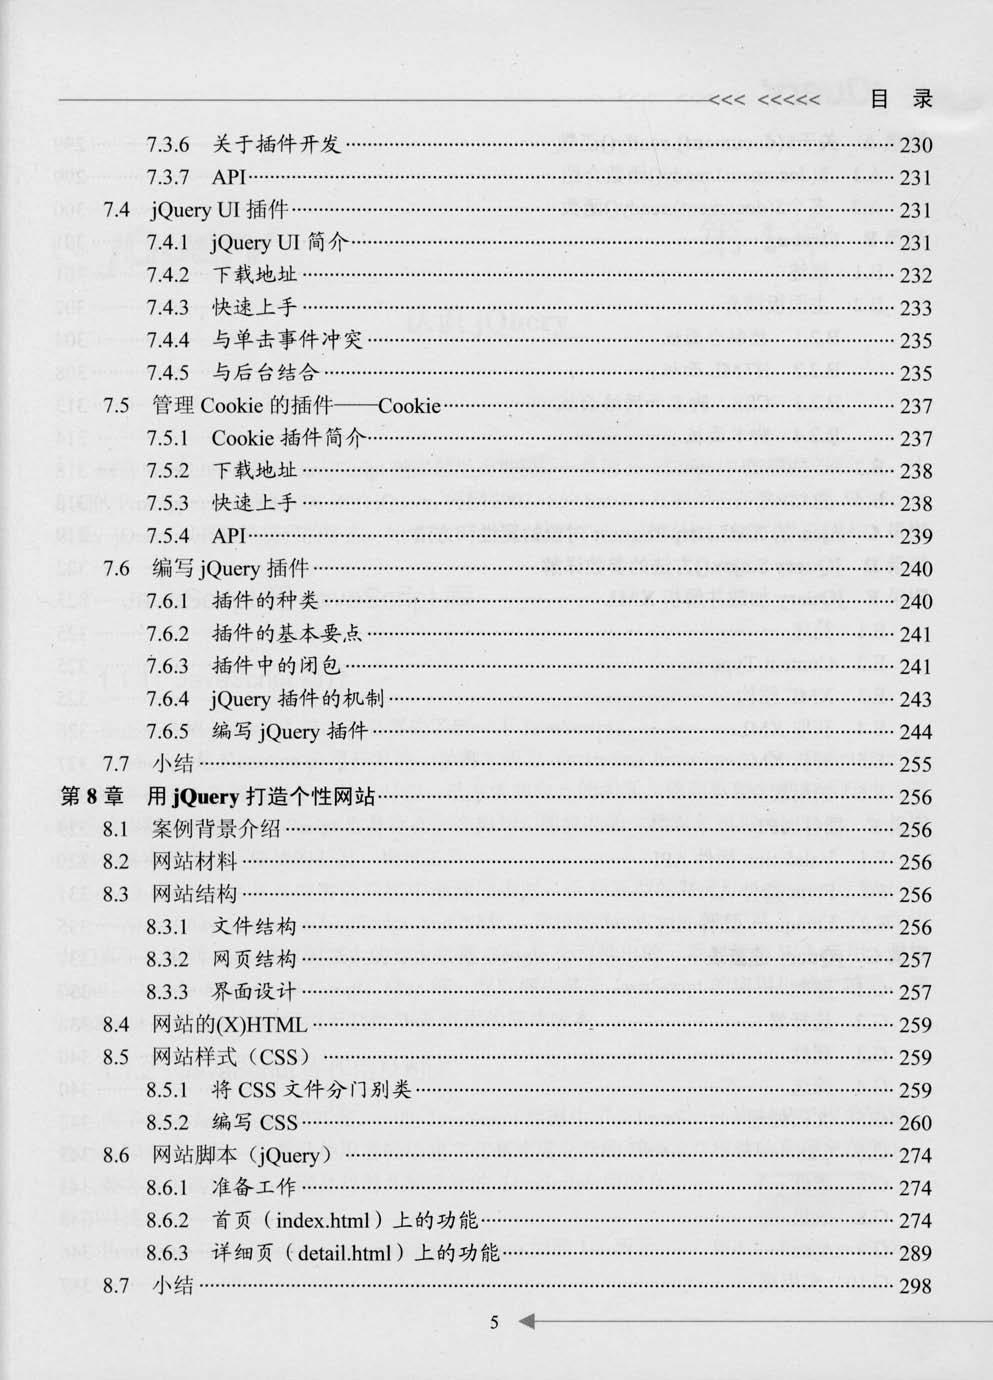 <<< <<<<< 目 录
7.3.6 关于插件开发 230
7.3.7 API 231
7.4 jQuery UI 插件 231
7.4.1 jQuery UI 简介 231
7.4.2 下载地址 232
7.4.3 快速上手 233
7.4.4 与单击事件冲突 235
7.4.5 与后台结合 235
7.5 管理 Cookie 的插件——Cookie 237
7.5.1 Cookie 插件简介 237
7.5.2 下载地址 238
7.5.3 快速上手 238
7.5.4 API 239
7.6 编写 jQuery 插件 240
7.6.1 插件的种类 240
7.6.2 插件的基本要点 241
7.6.3 插件中的闭包 241
7.6.4 jQuery 插件的机制 243
7.6.5 编写 jQuery 插件 244
7.7 小结 255
第 8 章 用 jQuery 打造个性网站 256
8.1 案例背景介绍 256
8.2 网站材料 256
8.3 网站结构 256
8.3.1 文件结构 256
8.3.2 网页结构 257
8.3.3 界面设计 257
8.4 网站的(X)HTML 259
8.5 网站样式（CSS） 259
8.5.1 将 CSS 文件分门别类 259
8.5.2 编写 CSS 260
8.6 网站脚本（jQuery） 274
8.6.1 准备工作 274
8.6.2 首页（index.html）上的功能 274
8.6.3 详细页（detail.html）上的功能 289
8.7 小结 298
5